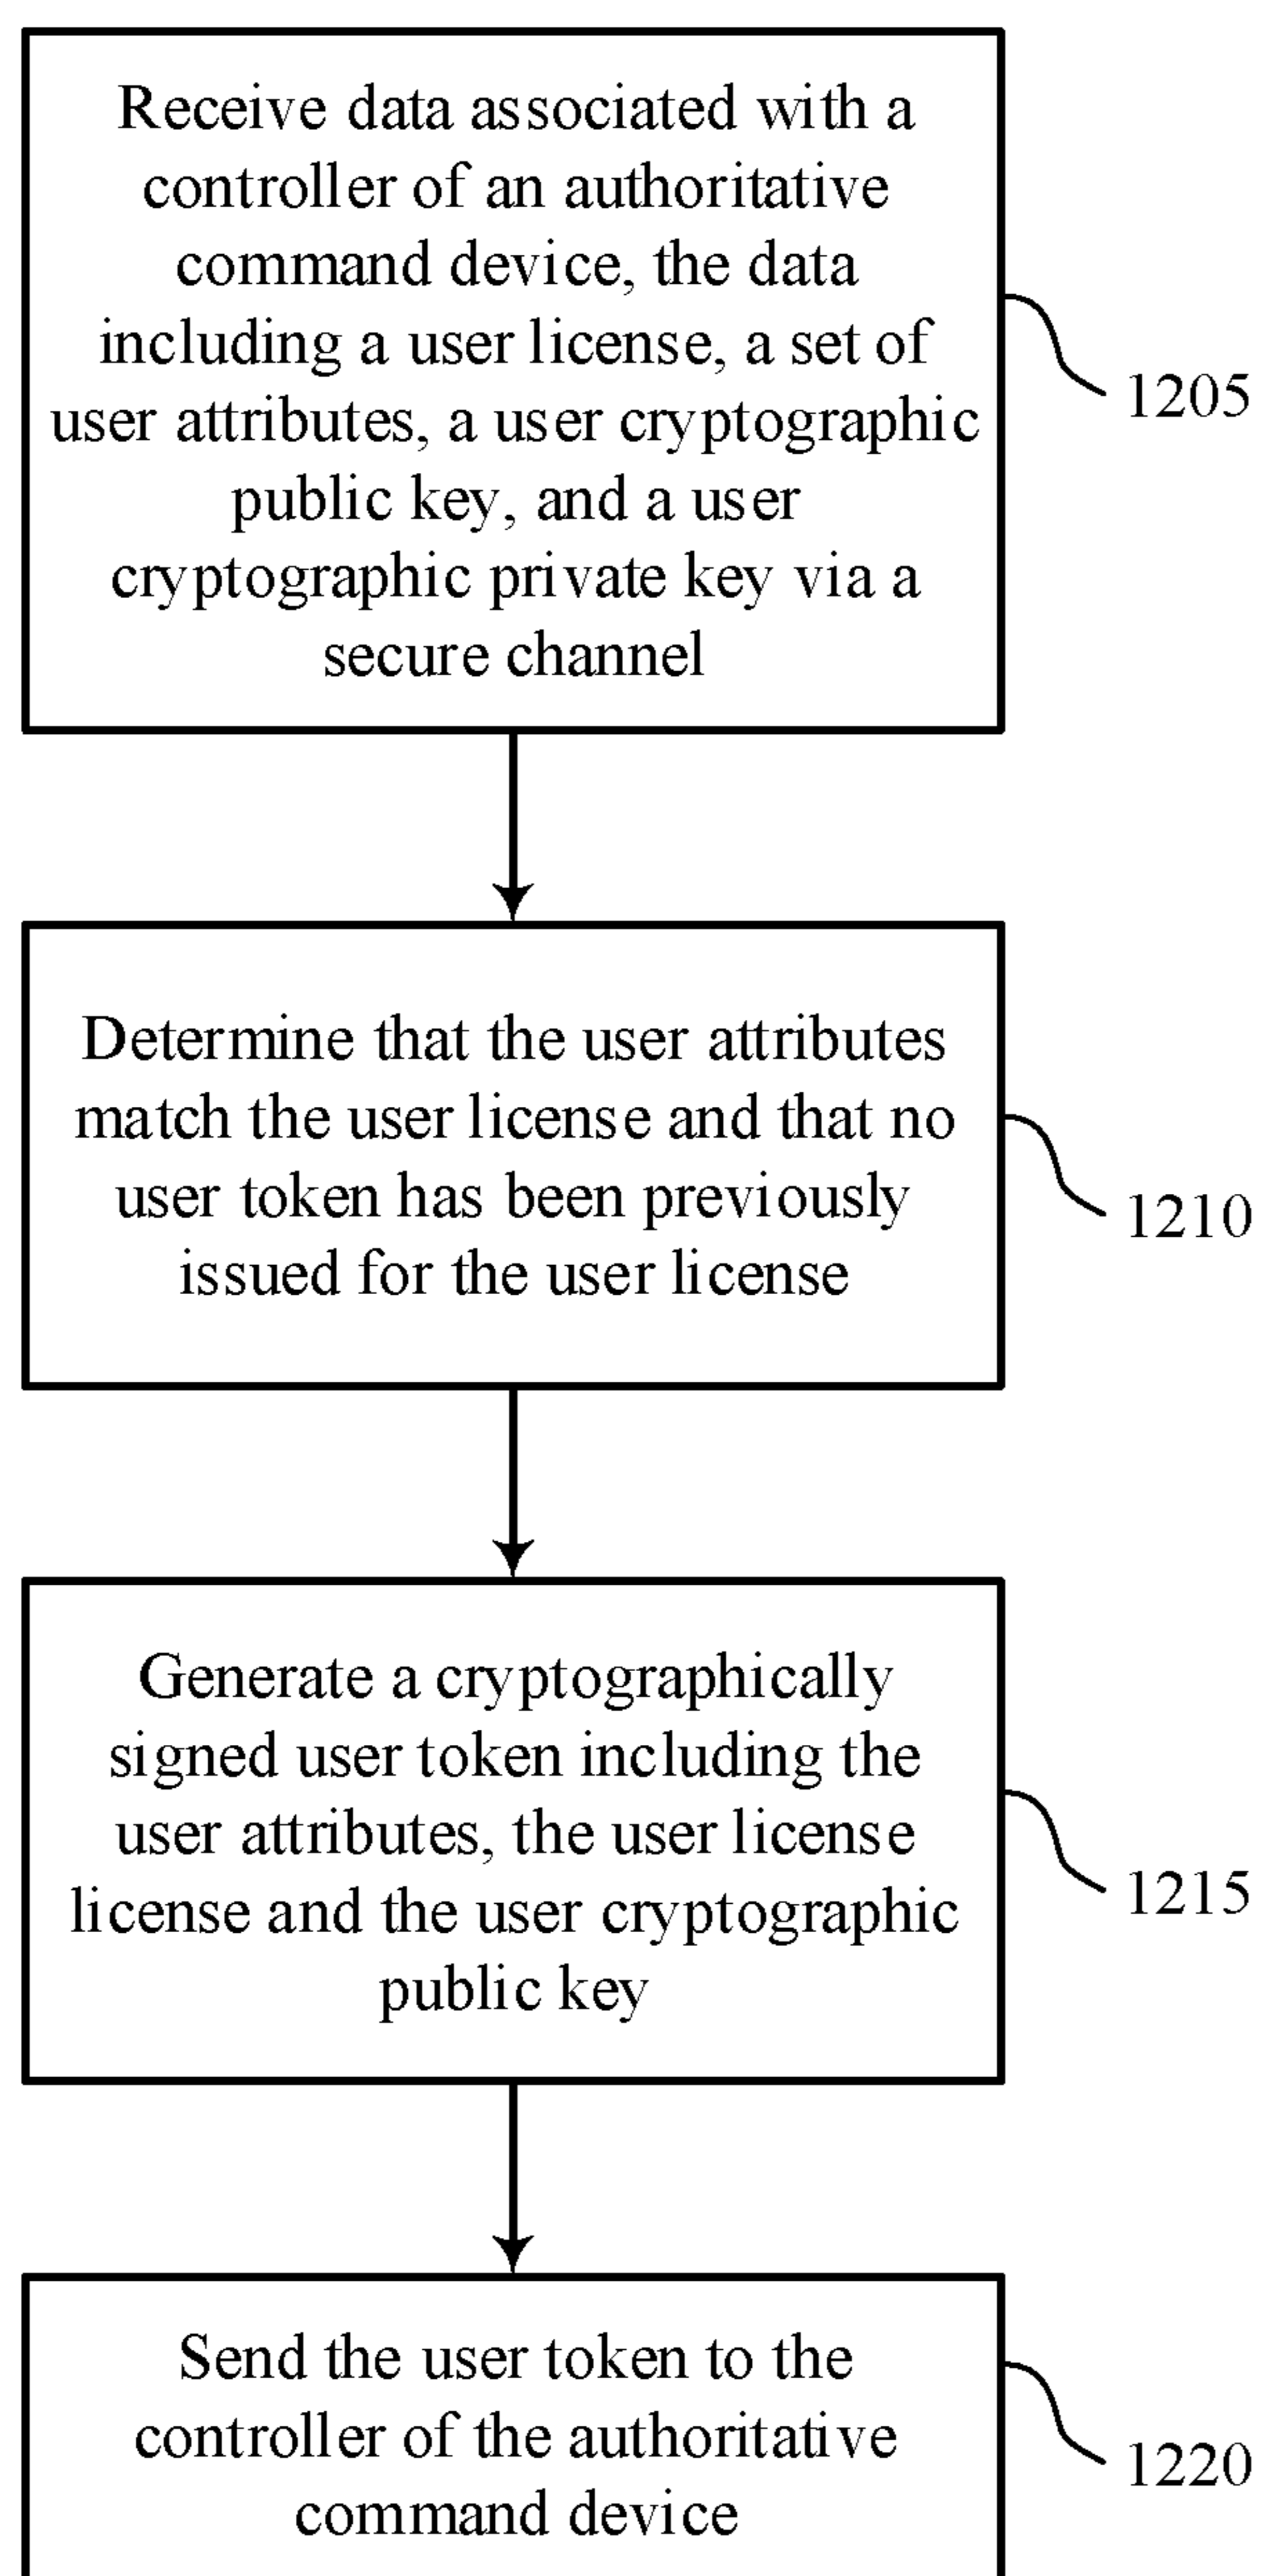 Receive data associated with a
controller of an authoritative
command device, the data
including a user license, a set of
user attributes, a user cryptographic
public key, and a user
cryptographic private key via a
secure channel
1205
Determine that the user attributes
match the user license and that no
user token has been previously
issued for the user license
1210
Generate a cryptographically
signed user token including the
user attributes, the user license
license and the user cryptographic
public key
1215
Send the user token to the
controller of the authoritative
command device
1220